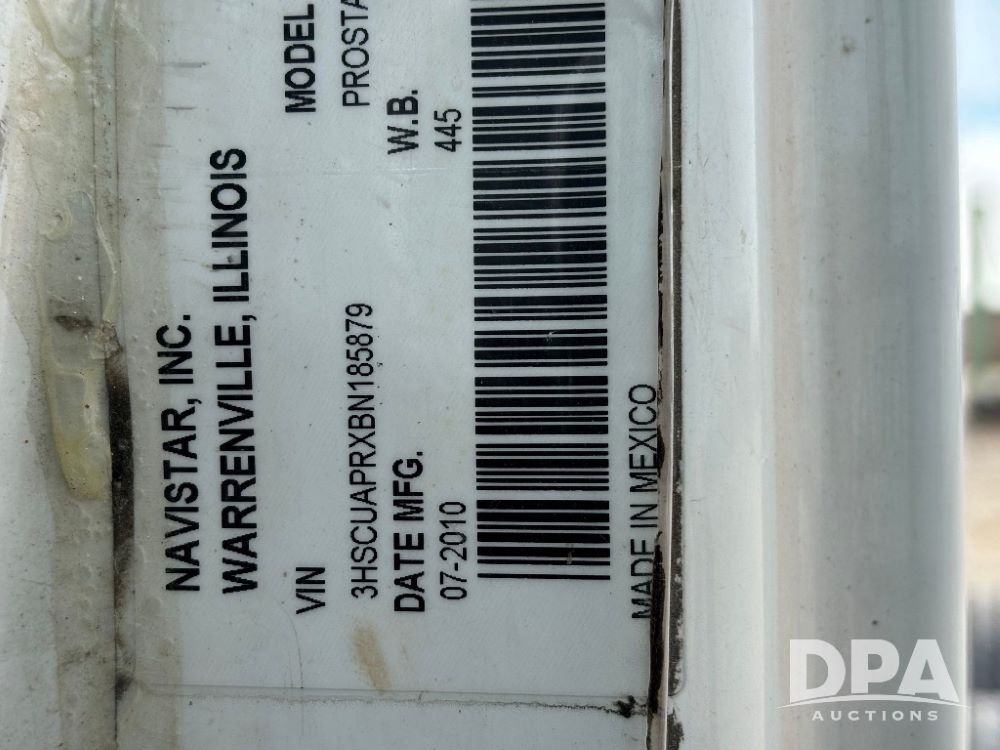 NAVISTAR, INC.
WARRENVILLE, ILLINOIS
VIN MODEL
3HSCUAPRXBN185879
DATE MFG. W.B.
07-2010 445
MADE IN MEXICO
DPA
AUCTIONS